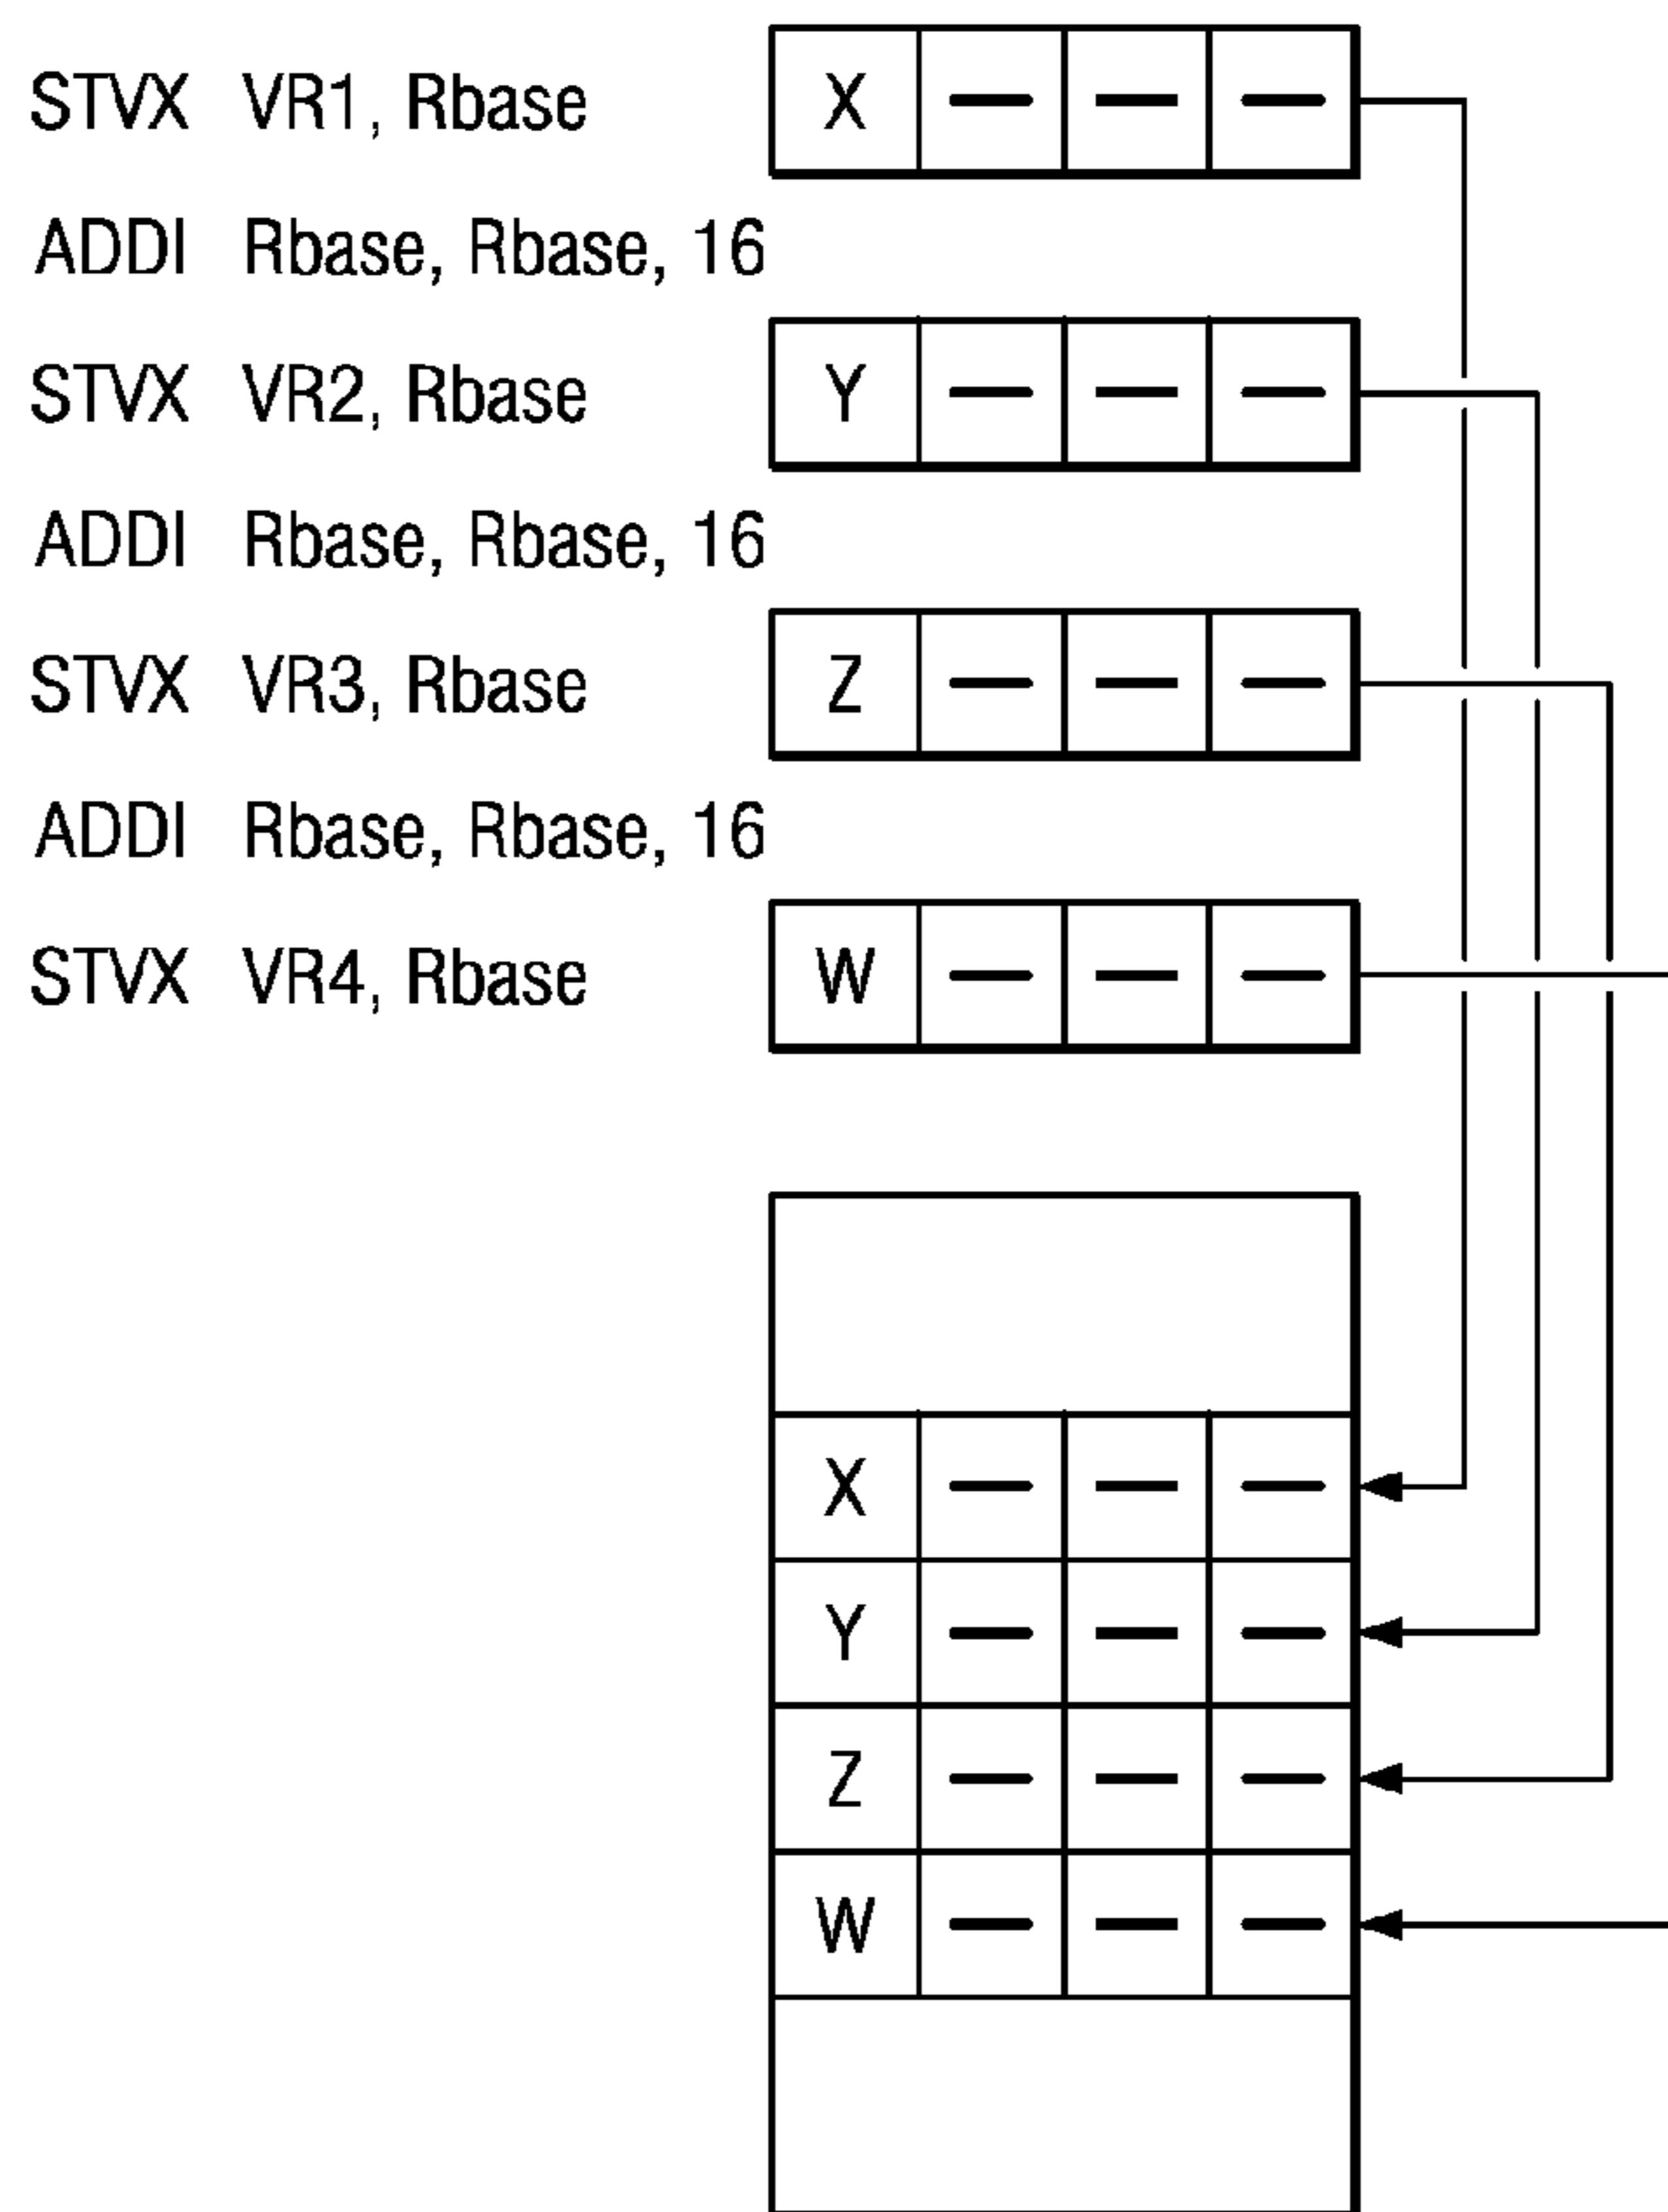 STVX VR1, Rbase X — — —
ADDI Rbase, Rbase, 16
STVX VR2, Rbase Y — — —
ADDI Rbase, Rbase, 16
STVX VR3, Rbase Z — — —
ADDI Rbase, Rbase, 16
STVX VR4, Rbase W — — —
X — — —
Y — — —
Z — — —
W — — —